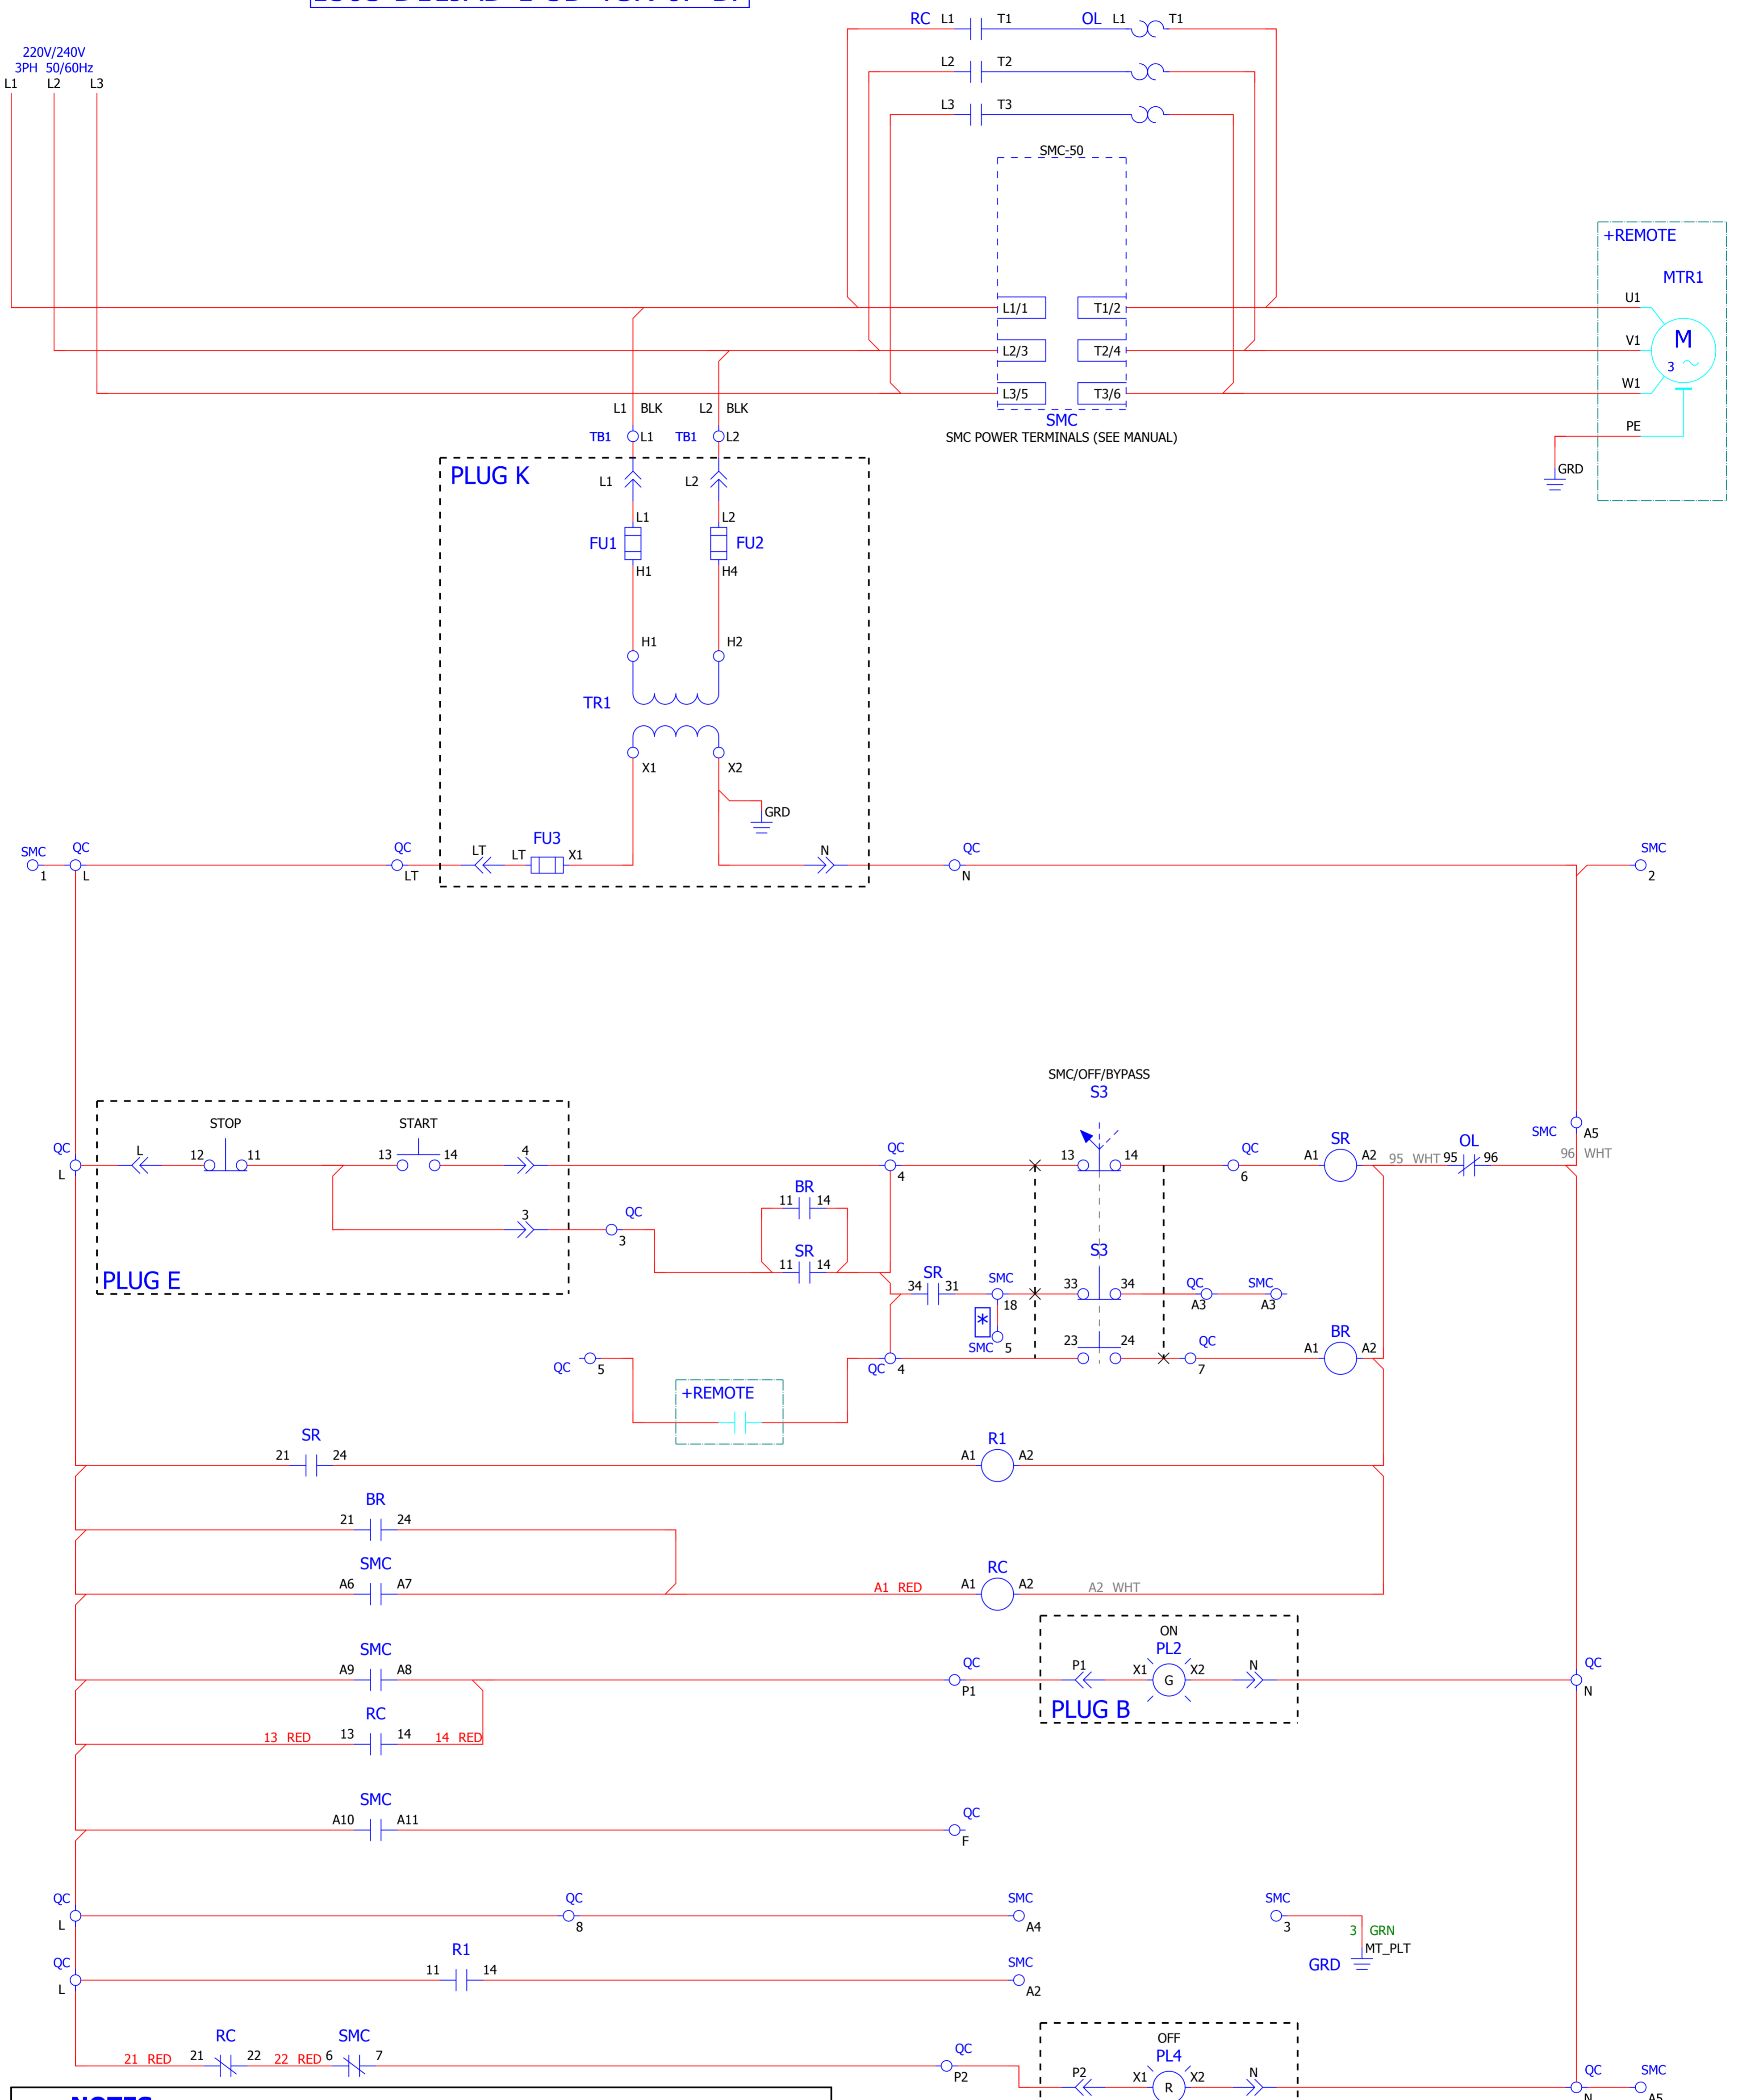 RC L1 T1 OL L1 T1
220V/240V
3PH 50/60Hz
L1 L2 L3
L2 T2
L3 T3
SMC-50
+REMOTE
MTR1
L1/1 T1/2 U1
L2/3 T2/4 V1 M
3
L3/5 T3/6 W1
L1 BLK L2 BLK
SMC
PE
TB1 L1 TB1 L2
SMC POWER TERMINALS (SEE MANUAL)
PLUG K
L1 L2
GRD
L1 L2
FU1 FU2
H1 H4
H1 H2
TR1
X1 X2
GRD
FU3
SMC QC QC LT LT X1 N QC SMC
1 L LT N 2
SMC/OFF/BYPASS
S3
STOP START
SMC A5
QC L 12 11 13 14 4 QC 13 14 QC SR OL
A1 A2 95 WHT 95 96 96 WHT
L 4 6
BR
11 14
3 QC
3
SR
11 14
S3
PLUG E
SR
34 31 SMC 33 34 QC SMC
18 A3 A3
*
SMC 5
23 24 QC BR
A1 A2
QC 5 QC 4 7
+REMOTE
SR
21 24
R1
A1 A2
BR
21 24
SMC
A6 A7
RC
A1 RED A1 A2 A2 WHT
ON
SMC
A9 A8
QC P1 X1 PL2 X2 N QC
P1 G N
PLUG B
RC
13 RED 13 14 14 RED
SMC
A10 A11
QC
F
QC QC SMC SMC
L 8 A4 3
3 GRN
MT_PLT
GRD
QC R1 SMC
L 11 14 A2
OFF
RC SMC
21 RED 21 22 22 RED 6 7
QC P2 X1 PL4 X2 N QC SMC
P2 R N A5
NOTES